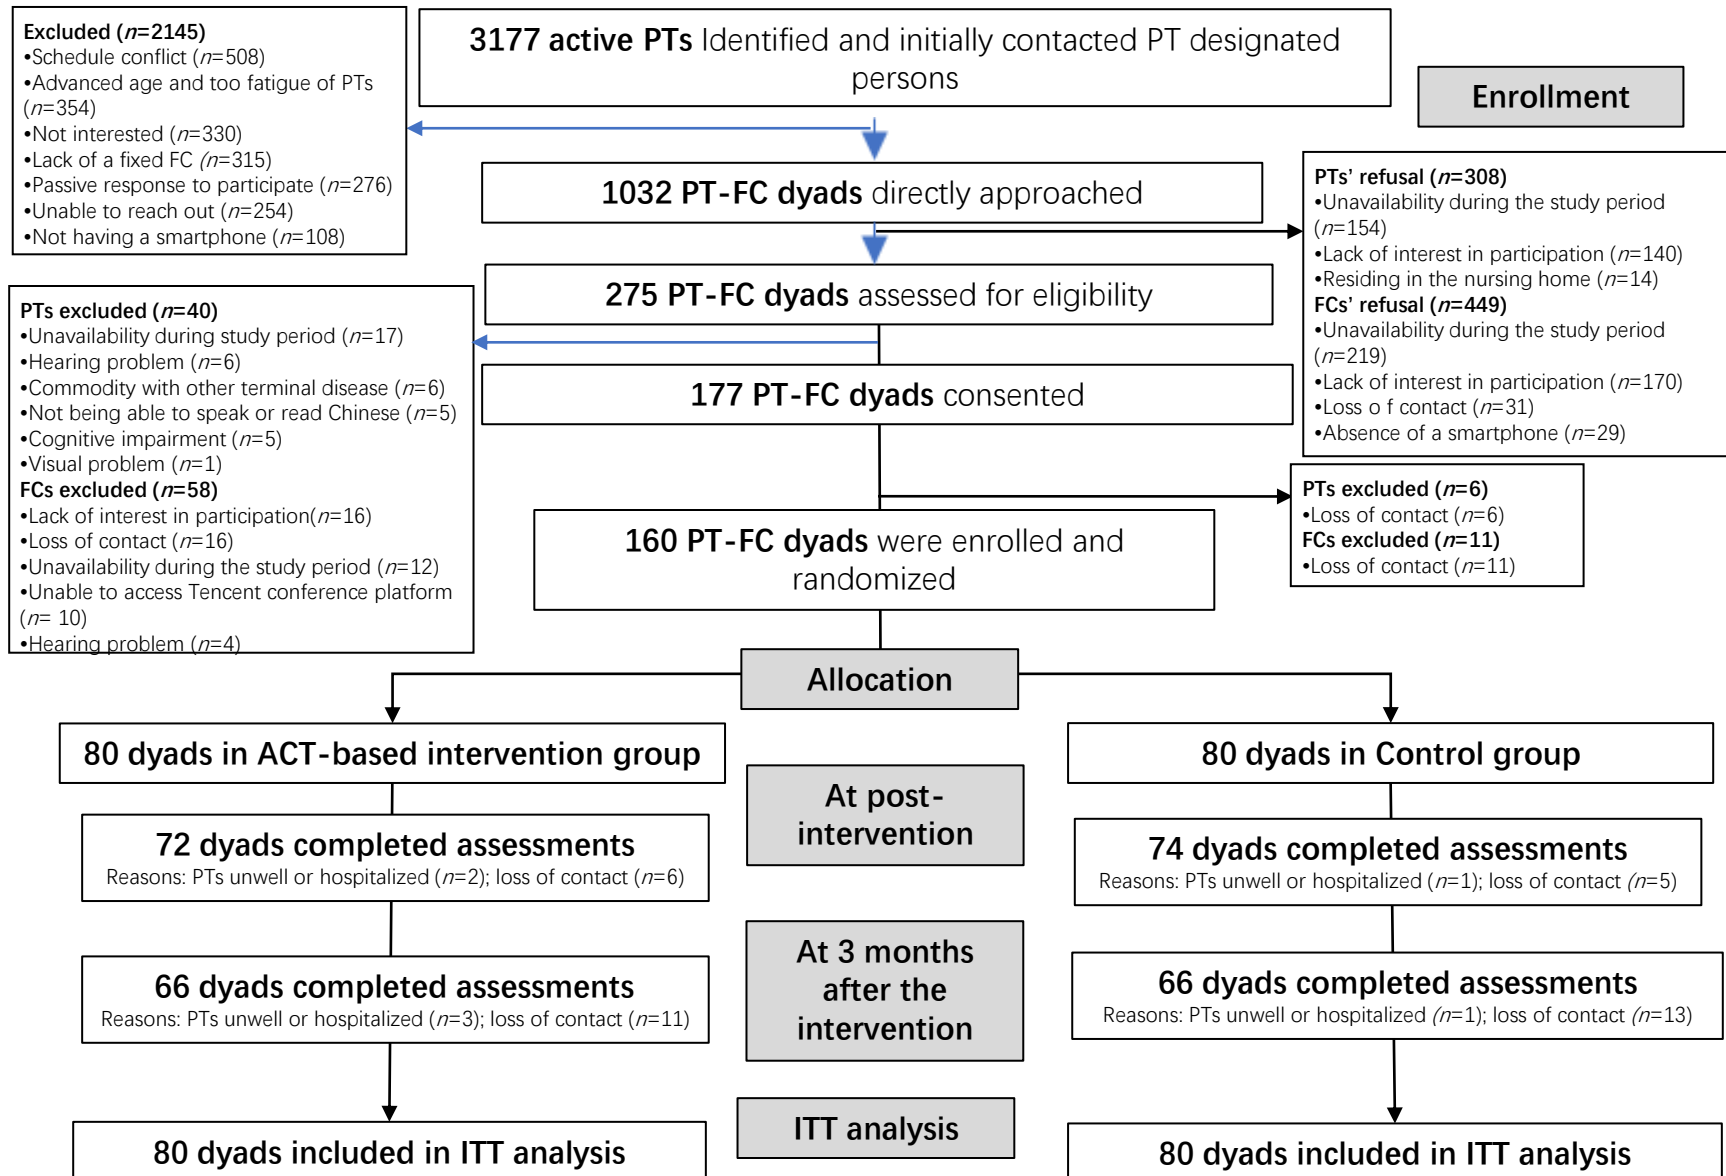 Excluded (n=2145)
•Schedule conflict (n=508)
•Advanced age and too fatigue of PTs
(n=354)
•Not interested (n=330)
•Lack of a fixed FC (n=315)
•Passive response to participate (n=276)
•Unable to reach out (n=254)
•Not having a smartphone (n=108)
3177 active PTs Identified and initially contacted PT designated
persons
Enrollment
1032 PT-FC dyads directly approached
PTs’ refusal (n=308)
•Unavailability during the study period
(n=154)
•Lack of interest in participation (n=140)
•Residing in the nursing home (n=14)
FCs’ refusal (n=449)
•Unavailability during the study period
(n=219)
•Lack of interest in participation (n=170)
•Loss o f contact (n=31)
•Absence of a smartphone (n=29)
275 PT-FC dyads assessed for eligibility
PTs excluded (n=40)
•Unavailability during study period (n=17)
•Hearing problem (n=6)
•Commodity with other terminal disease (n=6)
•Not being able to speak or read Chinese (n=5)
•Cognitive impairment (n=5)
•Visual problem (n=1)
FCs excluded (n=58)
•Lack of interest in participation(n=16)
•Loss of contact (n=16)
•Unavailability during the study period (n=12)
•Unable to access Tencent conference platform
(n= 10)
•Hearing problem (n=4)
177 PT-FC dyads consented
PTs excluded (n=6)
•Loss of contact (n=6)
FCs excluded (n=11)
•Loss of contact (n=11)
160 PT-FC dyads were enrolled and
randomized
Allocation
80 dyads in ACT-based intervention group
80 dyads in Control group
At post-
intervention
72 dyads completed assessments
Reasons: PTs unwell or hospitalized (n=2); loss of contact (n=6)
74 dyads completed assessments
Reasons: PTs unwell or hospitalized (n=1); loss of contact (n=5)
At 3 months
after the
intervention
66 dyads completed assessments
Reasons: PTs unwell or hospitalized (n=3); loss of contact (n=11)
66 dyads completed assessments
Reasons: PTs unwell or hospitalized (n=1); loss of contact (n=13)
ITT analysis
80 dyads included in ITT analysis
80 dyads included in ITT analysis